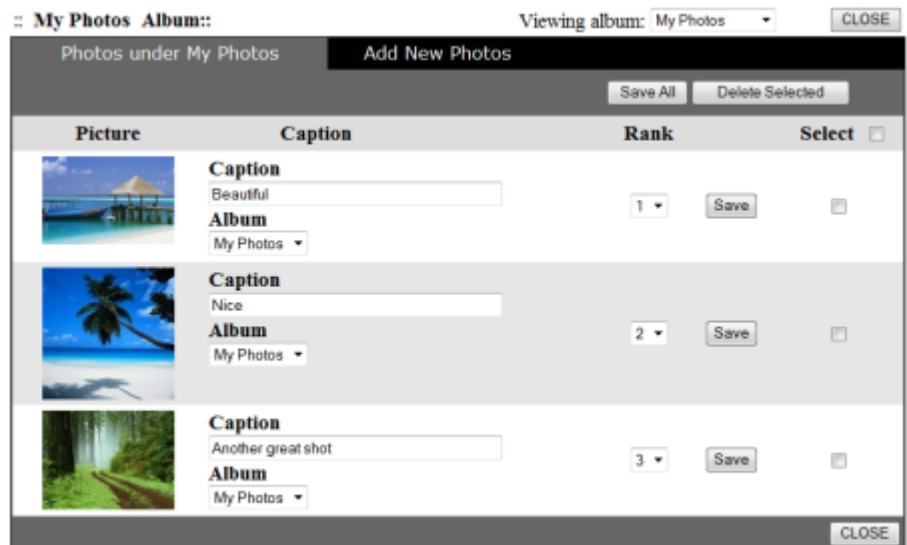 :: My Photos Album:: Viewing album: My Photos CLOSE
Photos under My Photos Add New Photos
Save All Delete Selected
Picture Caption Rank Select
Caption
Beautiful
1 Save
Album
My Photos
Caption
Nice
Album
2 Save
My Photos
Caption
Another great shot
3 Save
Album
My Photos
CLOSE